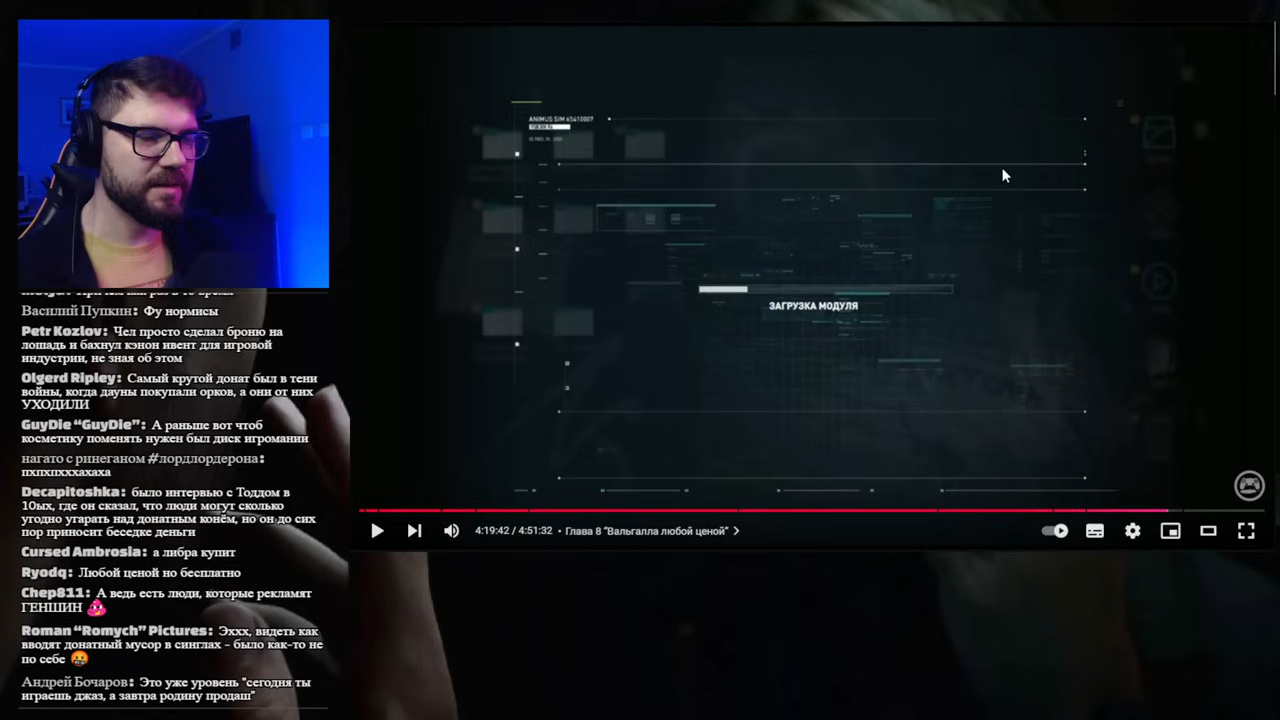 Василий Пупкин: Фу нормисы
Petr Kozlov: Чел просто сделал броню на
лошадь и бахнул кэнон ивент для игровой
индустрии, не зная об этом
Olgerd Ripley: Самый крутой донат был в тени
войны, когда дауны покупали орков, а они от них
УХОДИЛИ
GuyDie “GuyDie”: А раньше вот чтоб
косметику поменять нужен был диск игромании
нагато с ринеганом #лордлордерона:
пхпхпхххахаха
Decapitoshka: было интервью с Тоддом в
10ых, где он сказал, что люди могут сколько
угодно угарать над донатным конём, но он до сих
пор приносит беседке деньги
Cursed Ambrosia: а либра купит
Ryodq: Любой ценой но бесплатно
Chep811: А ведь есть люди, которые рекламят
ГЕНШИН
Roman “Romych” Pictures: Эххх, видеть как
вводят донатный мусор в синглах - было как-то не
по себе
Андрей Бочаров: Это уже уровень "сегодня ты
играешь джаз, а завтра родину продаш"
ANIMUS SIM 65410007
ЗАГРУЗКА МОДУЛЯ
4:19:42 / 4:51:32 • Глава 8 “Вальгалла любой ценой”